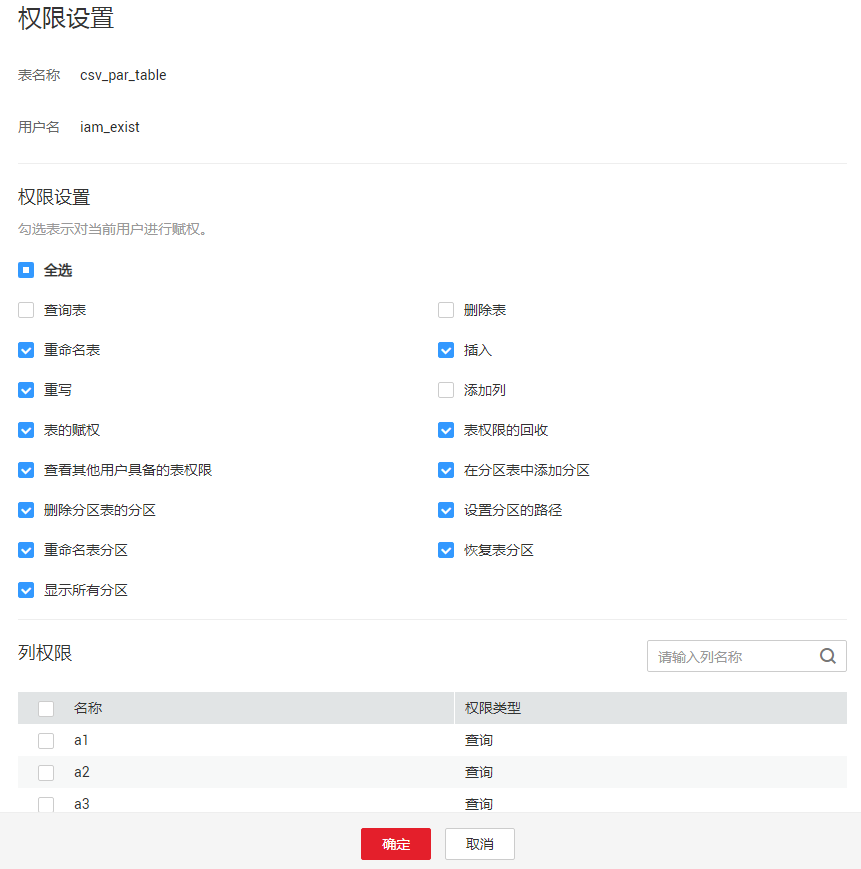 权限设置
表名称 csv_par_table
用户名 iam_exist
权限设置
勾选表示对当前用户进行赋权。
全选
查询表 删除表
重命名表 插入
重写 添加列
表的赋权 表权限的回收
查看其他用户具备的表权限 在分区表中添加分区
删除分区表的分区 设置分区的路径
重命名表分区 恢复表分区
显示所有分区
列权限 请输入列名称
名称 权限类型
a1 查询
a2 查询
a3 查询
确定 取消